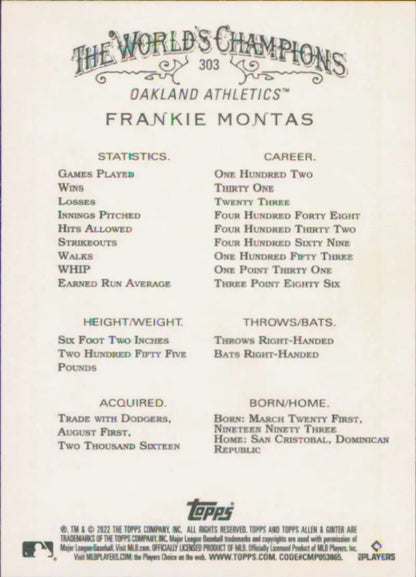 THE WORLD'S CHAMPIONS
303
OAKLAND ATHLETICS™
FRANKIE MONTAS
STATISTICS. CAREER.
GAMES PLAYED ONE HUNDRED TWO
WINS THIRTY ONE
LOSSES TWENTY THREE
INNINGS PITCHED FOUR HUNDRED FORTY EIGHT
HITS ALLOWED FOUR HUNDRED THIRTY TWO
STRIKEOUTS FOUR HUNDRED SIXTY NINE
WALKS ONE HUNDRED FIFTY THREE
WHIP ONE POINT THIRTY ONE
EARNED RUN AVERAGE THREE POINT EIGHTY SIX
HEIGHT/WEIGHT.
SIX FOOT TWO INCHES
TWO HUNDRED FIFTY FIVE
POUNDS
THROWS/BATS.
THROWS RIGHT-HANDED
BATS RIGHT-HANDED
ACQUIRED.
TRADE WITH DODGERS,
AUGUST FIRST,
TWO THOUSAND SIXTEEN
BORN/HOME.
BORN: MARCH TWENTY FIRST,
NINETEEN NINETY THREE
HOME: SAN CRISTOBAL, DOMINICAN
REPUBLIC
Topps
®, TM & © 2022 THE TOPPS COMPANY, INC. ALL RIGHTS RESERVED. TOPPS AND TOPPS ALLEN & GINTER ARE
TRADEMARKS OF THE TOPPS COMPANY, INC. Major League Baseball trademarks and copyrights are used with permission of
Major League Baseball. Visit MLB.com. OFFICIALLY LICENSED PRODUCT OF MLB. Officially Licensed Product of MLB Players, Inc.
Visit MLBPLAYERS.COM, the Players Choice on the web. WWW.TOPPS.COM. CODE#CMP053865.
PLAYERS